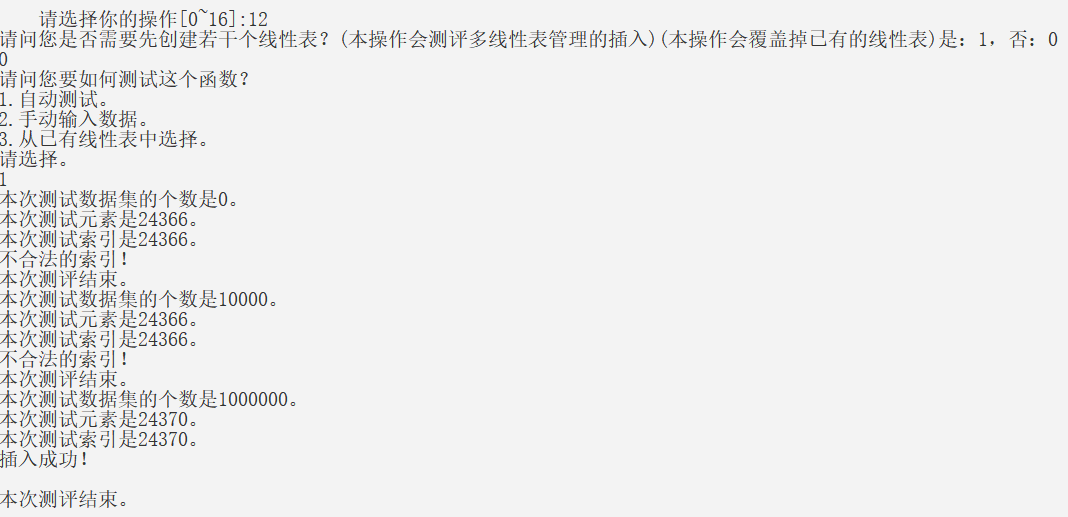 请选择你的操作[0~16]:12
请问您是否需要先创建若干个线性表？(本操作会测评多线性表管理的插入)(本操作会覆盖掉已有的线性表)是：1，否：0
0
请问您要如何测试这个函数？
1.自动测试。
2.手动输入数据。
3.从已有线性表中选择。
请选择。
1
本次测试数据集的个数是0。
本次测试元素是24366。
本次测试索引是24366。
不合法的索引！
本次测评结束。
本次测试数据集的个数是10000。
本次测试元素是24366。
本次测试索引是24366。
不合法的索引！
本次测评结束。
本次测试数据集的个数是1000000。
本次测试元素是24370。
本次测试索引是24370。
插入成功！
本次测评结束。